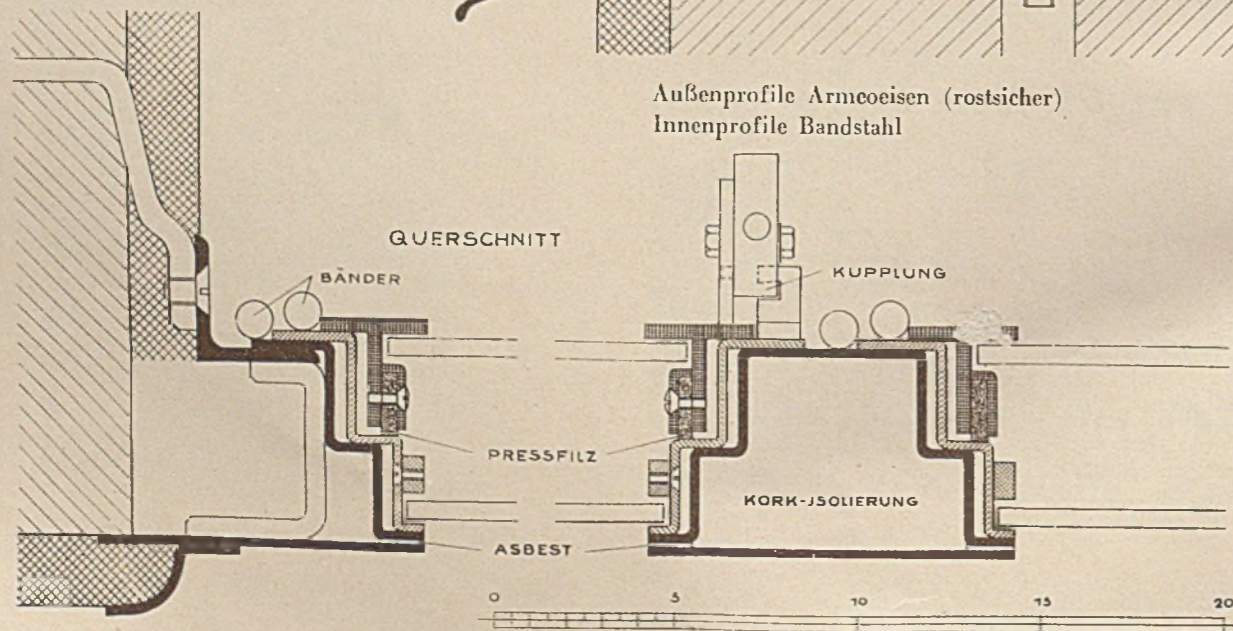 Außenprofile Armcoeisen (rostsicher)
Innenprofile Bandstahl
QUERSCHNITT
BÄNDER
KUPPLUNG
PRESSFILZ
KORK-JSOLIERUNG
ASBEST
0 5 10 15 20